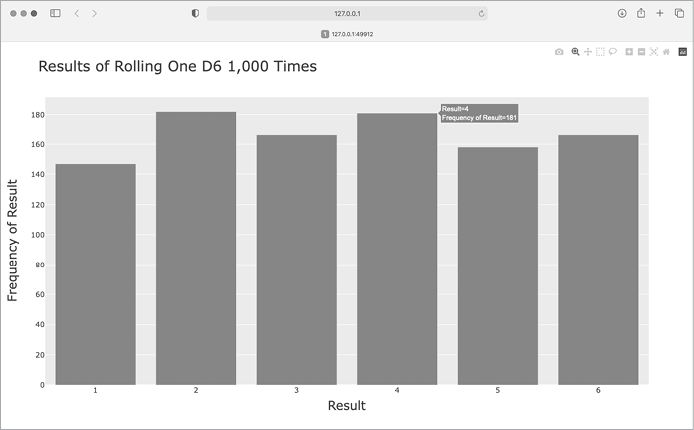 127.0.0.1
1 127.0.0.1:49912
Results of Rolling One D6 1,000 Times
Result=4
Frequency of Result=181
180
160
140
120
100
80
60
40
20
0
Frequency of Result
1 2 3 4 5 6
Result